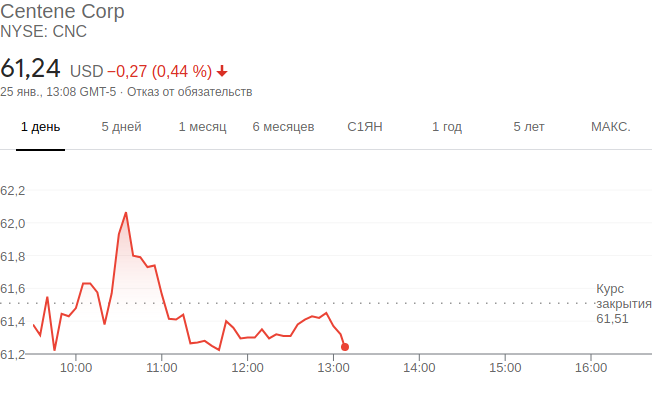 Centene Corp
NYSE: CNC
61,24 USD −0,27 (0,44 %)
25 янв., 13:08 GMT-5 · Отказ от обязательств
1 день 5 дней 1 месяц 6 месяцев С1ЯН 1 год 5 лет МАКС.
62,2
62,0
61,8
61,6
61,4
61,2
Курс
закрытия
61,51
10:00 11:00 12:00 13:00 14:00 15:00 16:00